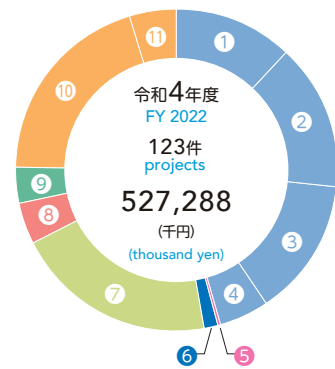 ⑪
①
⑩
②
令和4年度
FY 2022
123件
projects
527,288
(千円)
(thousand yen)
⑨
⑧
③
⑦
④
⑥
⑤